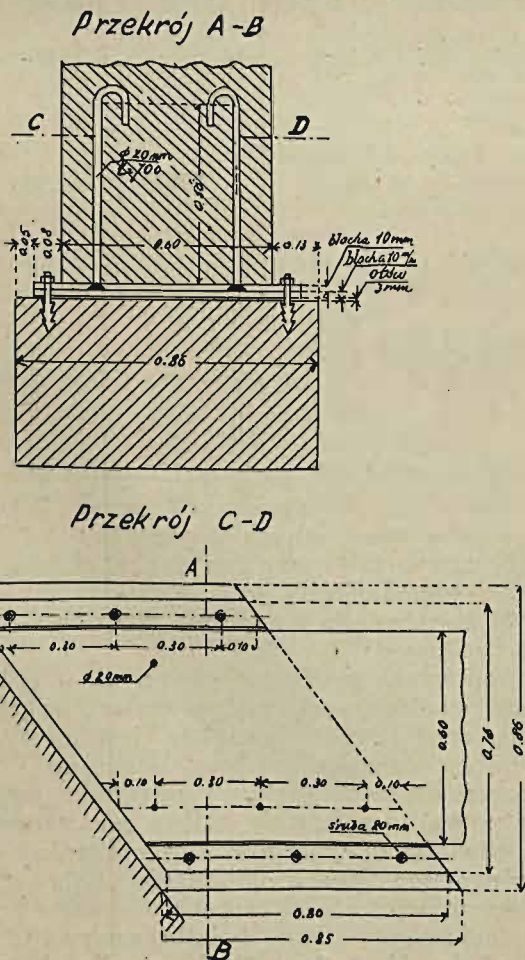 Przekrój A-B
C
D
ϕ 20mm
0.60
0.05
0.08
0.13
blacha 10mm
blacha 10 m/m
ołów
3mm
0.86
Przekrój C-D
A
0.30
0.30
0.10
ϕ 20mm
0.60
0.76
0.86
0.10
0.30
0.30
0.10
śruba 20mm
0.80
0.85
B